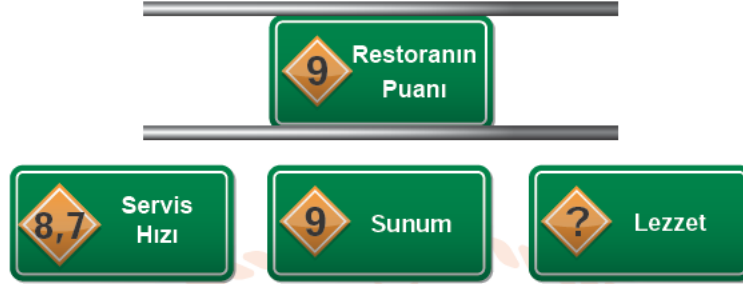 9 Restoranın
Puanı
8,7 Servis
Hızı
9 Sunum
? Lezzet